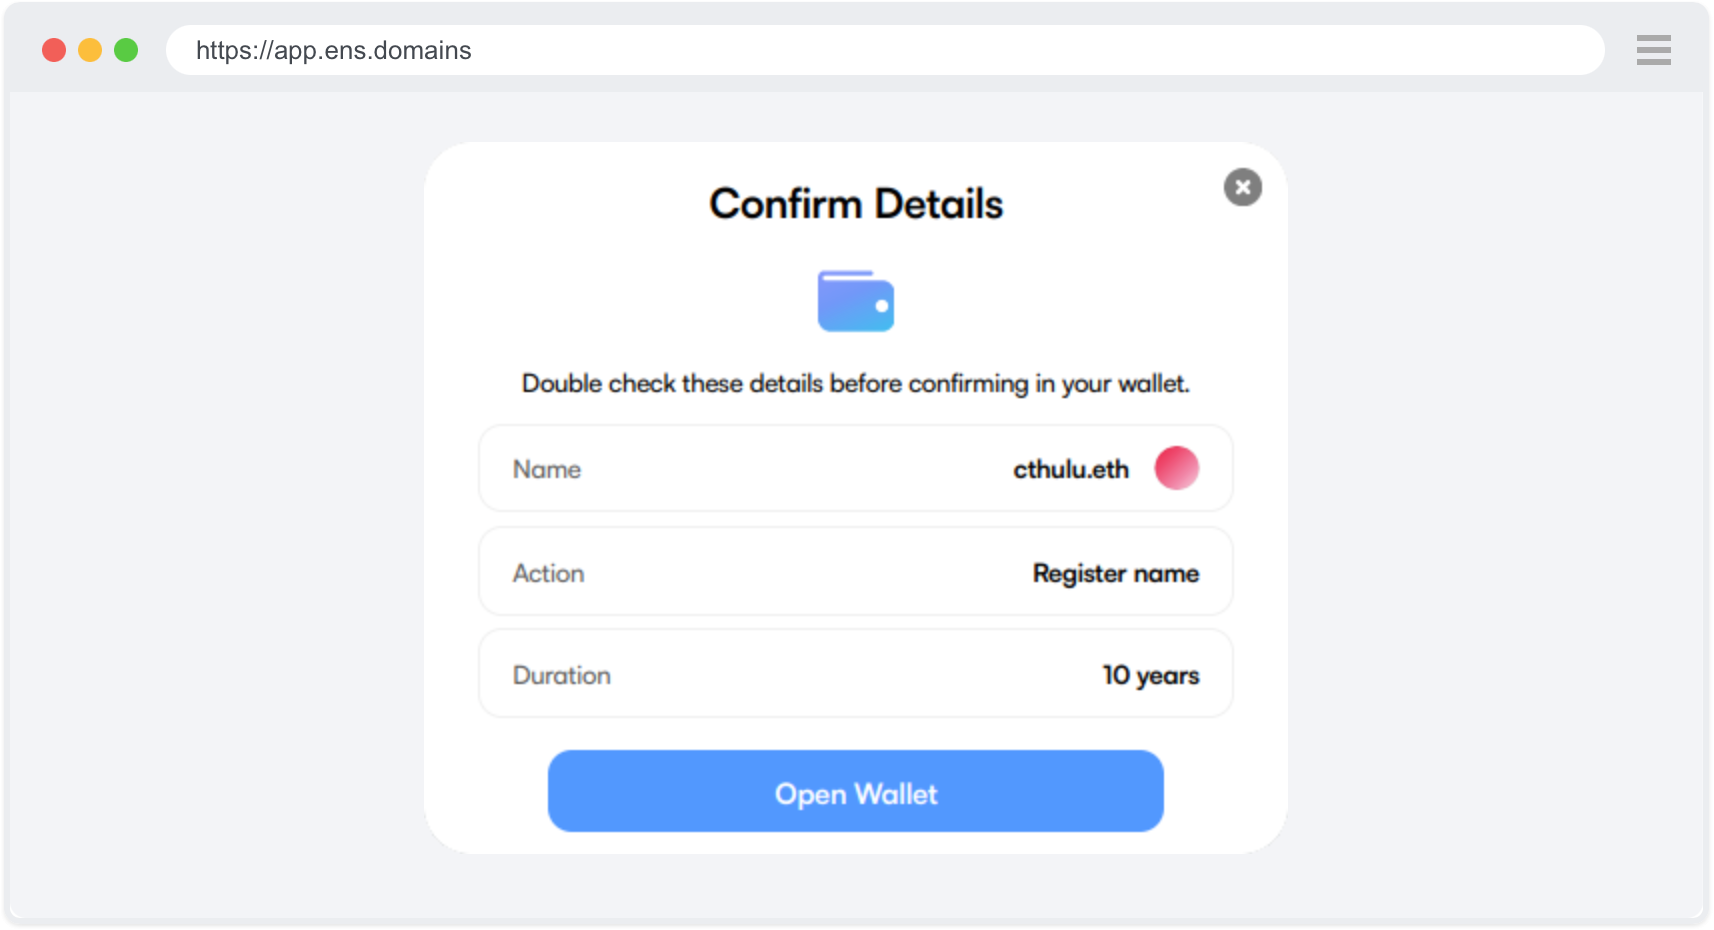 https://app.ens.domains
Confirm Details
Double check these details before confirming in your wallet.
Name cthulu.eth
Action Register name
Duration 10 years
Open Wallet